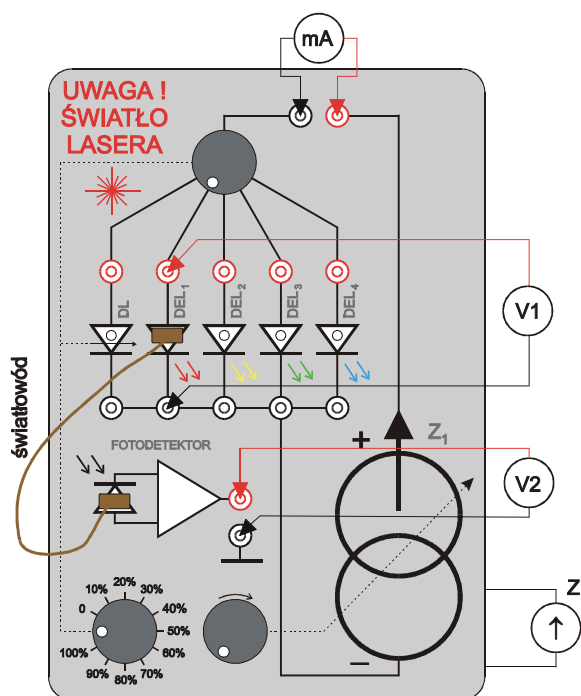 mA
UWAGA !
ŚWIATŁO
LASERA
DL
DEL1
DEL2
DEL3
DEL4
V1
światłowód
FOTODETEKTOR
+
Z1
V2
20%
10%
30%
0
40%
50%
100%
60%
90%
70%
80%
−
Z